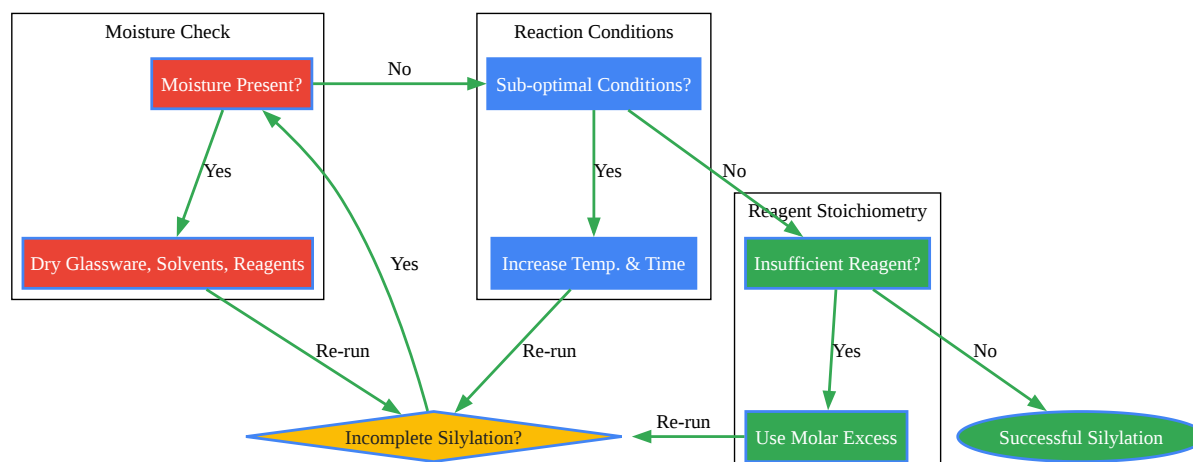 Moisture Check
Reaction Conditions
Moisture Present?
No
Sub-optimal Conditions?
Yes
Yes
No
Reagent Stoichiometry
Dry Glassware, Solvents, Reagents
Yes
Increase Temp. & Time
Insufficient Reagent?
Re-run
Re-run
Yes
No
Incomplete Silylation?
Re-run
Use Molar Excess
Successful Silylation